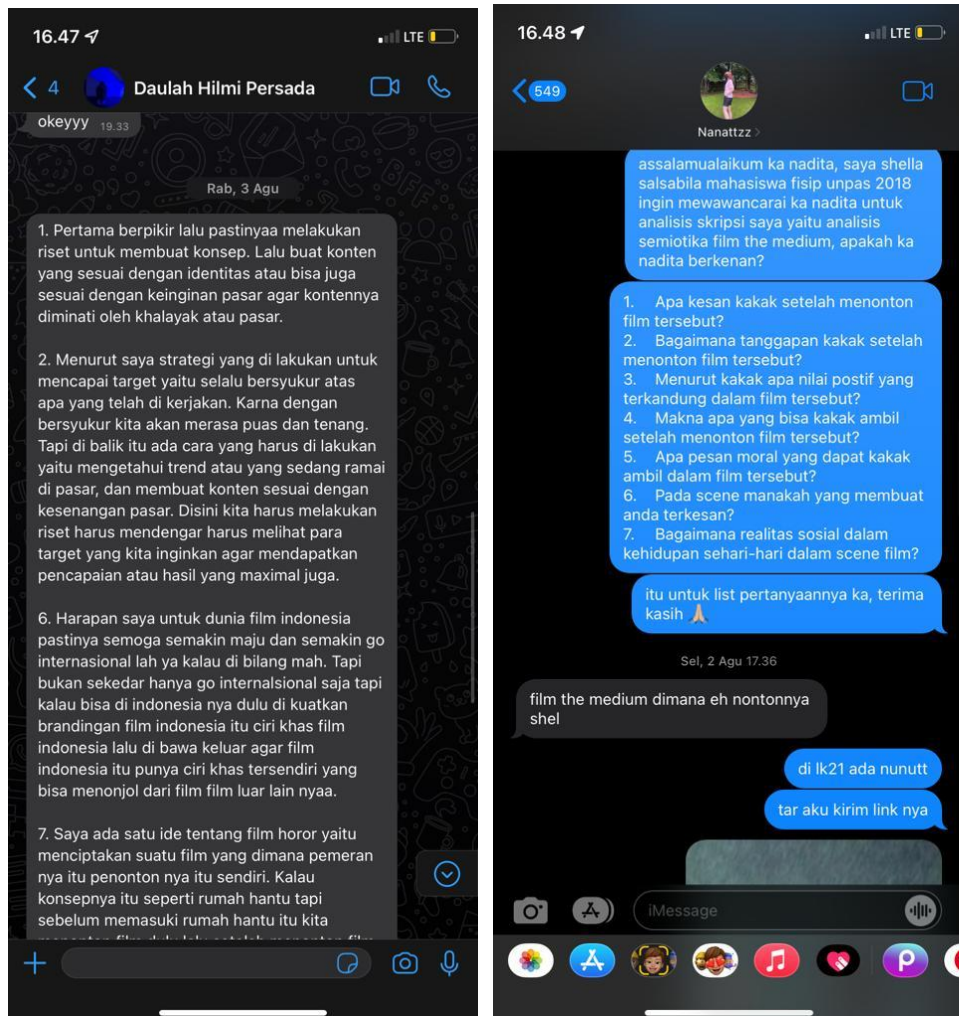 16.47
LTE
4
Daulah Hilmi Persada
okeyyy 19.33
Rab, 3 Agu
1. Pertama berpikir lalu pastinyaa melakukan
riset untuk membuat konsep. Lalu buat konten
yang sesuai dengan identitas atau bisa juga
sesuai dengan keinginan pasar agar kontennya
diminati oleh khalayak atau pasar.
2. Menurut saya strategi yang di lakukan untuk
mencapai target yaitu selalu bersyukur atas
apa yang telah di kerjakan. Karna dengan
bersyukur kita akan merasa puas dan tenang.
Tapi di balik itu ada cara yang harus di lakukan
yaitu mengetahui trend atau yang sedang ramai
di pasar, dan membuat konten sesuai dengan
kesenangan pasar. Disini kita harus melakukan
riset harus mendengar harus melihat para
target yang kita inginkan agar mendapatkan
pencapaian atau hasil yang maximal juga.
6. Harapan saya untuk dunia film indonesia
pastinya semoga semakin maju dan semakin go
internasional lah ya kalau di bilang mah. Tapi
bukan sekedar hanya go internalsional saja tapi
kalau bisa di indonesia nya dulu di kuatkan
brandingan film indonesia itu ciri khas film
indonesia lalu di bawa keluar agar film
indonesia itu punya ciri khas tersendiri yang
bisa menonjol dari film film luar lain nyaa.
7. Saya ada satu ide tentang film horor yaitu
menciptakan suatu film yang dimana pemeran
nya itu penonton nya itu sendiri. Kalau
konsepnya itu seperti rumah hantu tapi
sebelum memasuki rumah hantu itu kita
16.48
LTE
549
Nanattzz
assalamualaikum ka nadita, saya shella
salsabila mahasiswa fisip unpas 2018
ingin mewawancarai ka nadita untuk
analisis skripsi saya yaitu analisis
semiotika film the medium, apakah ka
nadita berkenan?
1. Apa kesan kakak setelah menonton
film tersebut?
2. Bagaimana tanggapan kakak setelah
menonton film tersebut?
3. Menurut kakak apa nilai postif yang
terkandung dalam film tersebut?
4. Makna apa yang bisa kakak ambil
setelah menonton film tersebut?
5. Apa pesan moral yang dapat kakak
ambil dalam film tersebut?
6. Pada scene manakah yang membuat
anda terkesan?
7. Bagaimana realitas sosial dalam
kehidupan sehari-hari dalam scene film?
itu untuk list pertanyaannya ka, terima
kasih 🙏🏼
Sel, 2 Agu 17.36
film the medium dimana eh nontonnya
shel
di lk21 ada nunutt
tar aku kirim link nya
iMessage